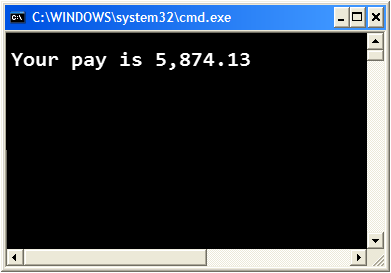 C:\WINDOWS\system32\cmd.exe
Your pay is 5,874.13